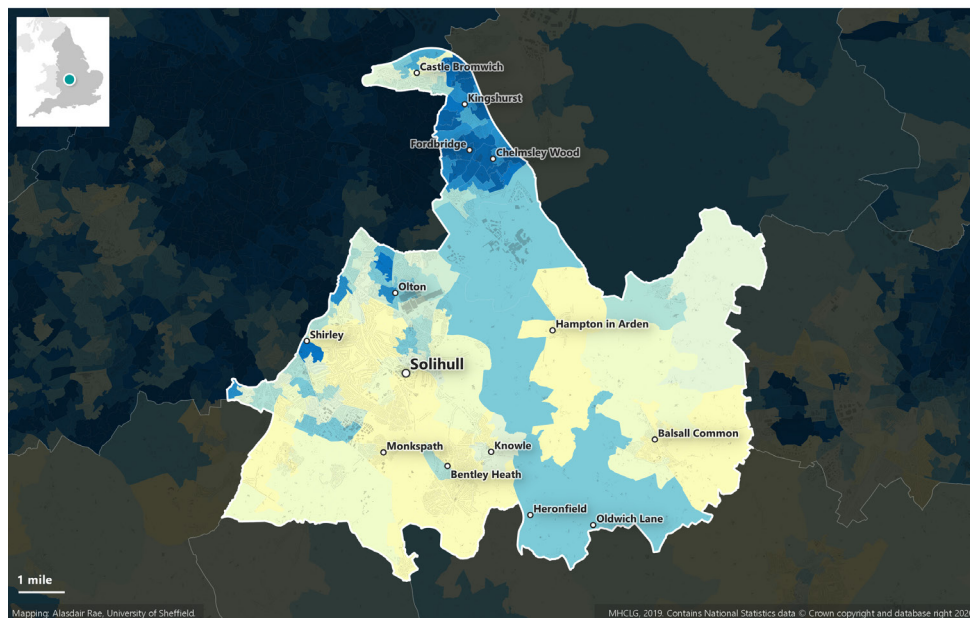 Castle Bromwich
Kingshurst
Fordbridge
Chelmsley Wood
Olton
Hampton in Arden
Shirley
Solihull
Balsall Common
Monkspath
Knowle
Bentley Heath
Heronfield
Oldwich Lane
1 mile
Mapping: Alasdair Rae, University of Sheffield.
MHCLG, 2019. Contains National Statistics data © Crown copyright and database right 2020